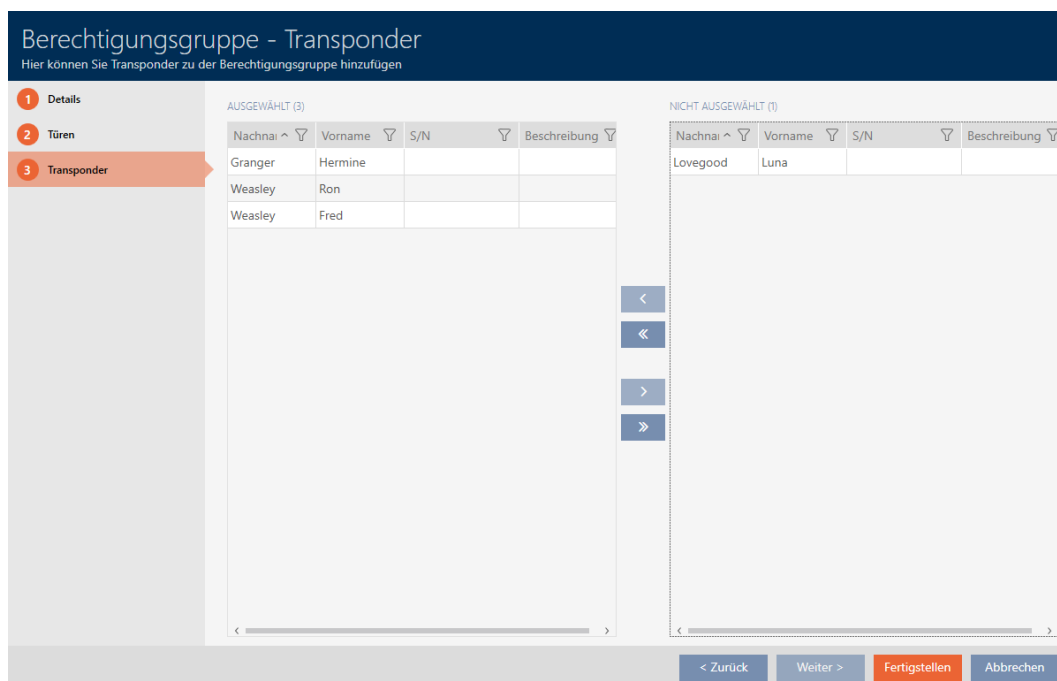 Berechtigungsgruppe - Transponder
Hier können Sie Transponder zu der Berechtigungsgruppe hinzufügen
1 Details
2 Türen
3 Transponder
AUSGEWÄHLT (3)
Nachnai Vorname S/N Beschreibung
Granger Hermine
Weasley Ron
Weasley Fred
NICHT AUSGEWÄHLT (1)
Nachnai Vorname S/N Beschreibung
Lovegood Luna
< Zurück Weiter > Fertigstellen Abbrechen